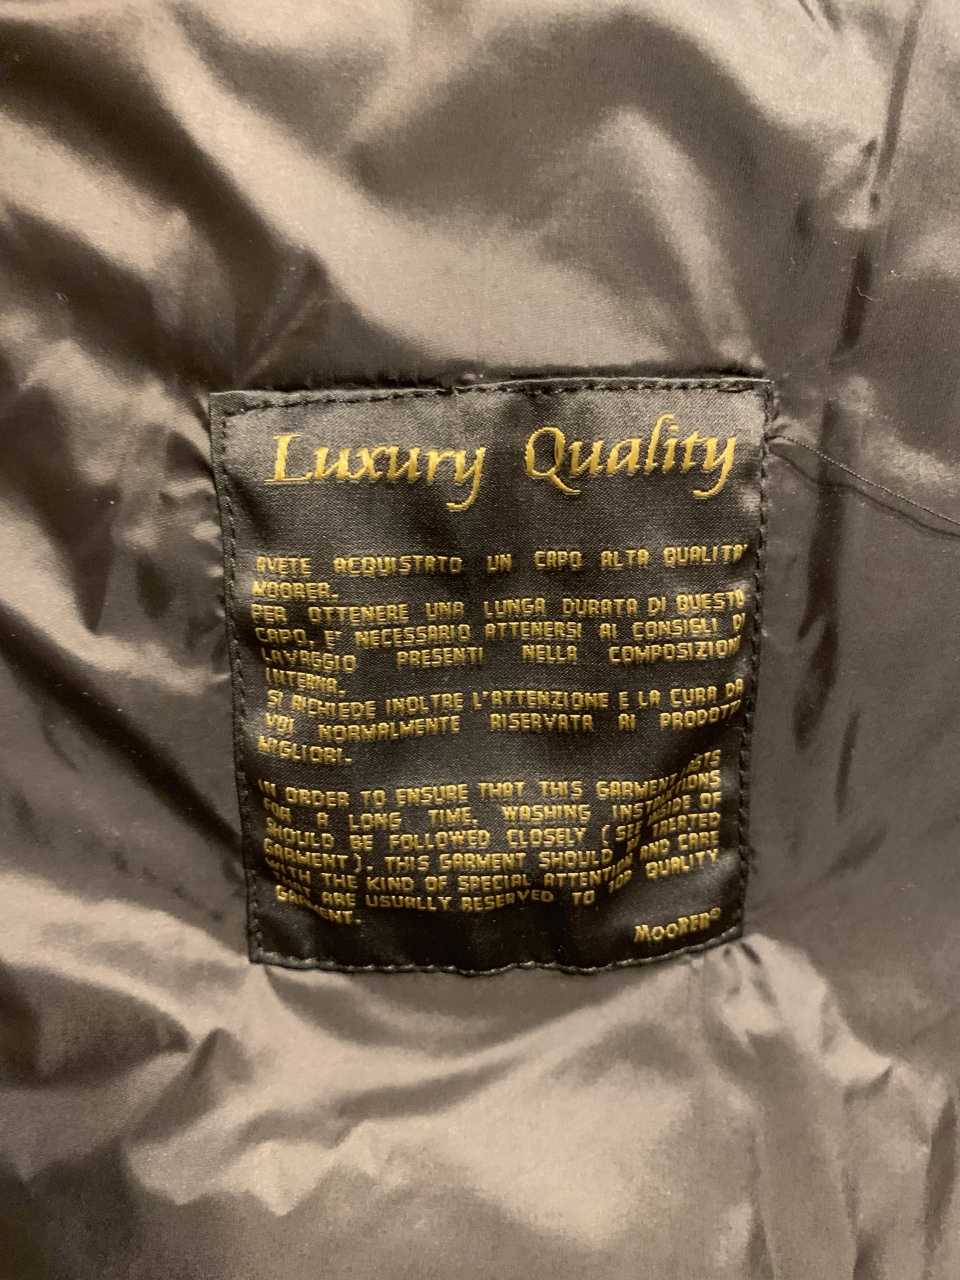 Luxury Quality
AVETE ACQUISTATO UN CAPO ALTA QUALITA'
MOORER.
PER OTTENERE UNA LUNGA DURATA DI QUESTO
CAPO, E' NECESSARIO ATTENERSI AI CONSIGLI DI
LAVAGGIO PRESENTI NELLA COMPOSIZION
INTERNA.
SI RICHIEDE INOLTRE L'ATTENZIONE E LA CURA DA
VOI NORMALMENTE RISERVATA AI PRODOTTI
MIGLIORI.
IN ORDER TO ENSURE THAT THIS GARMENT LASTS
FOR A LONG TIME, WASHING INSTRUCTIONS
SHOULD BE FOLLOWED CLOSELY ( SEE INSIDE OF
GARMENT ). THIS GARMENT SHOULD BE TREATED
WITH THE KIND OF SPECIAL ATTENTION AND CARE
THAT ARE USUALLY RESERVED TO TOP QUALITY
GARMENT.
MOORER®